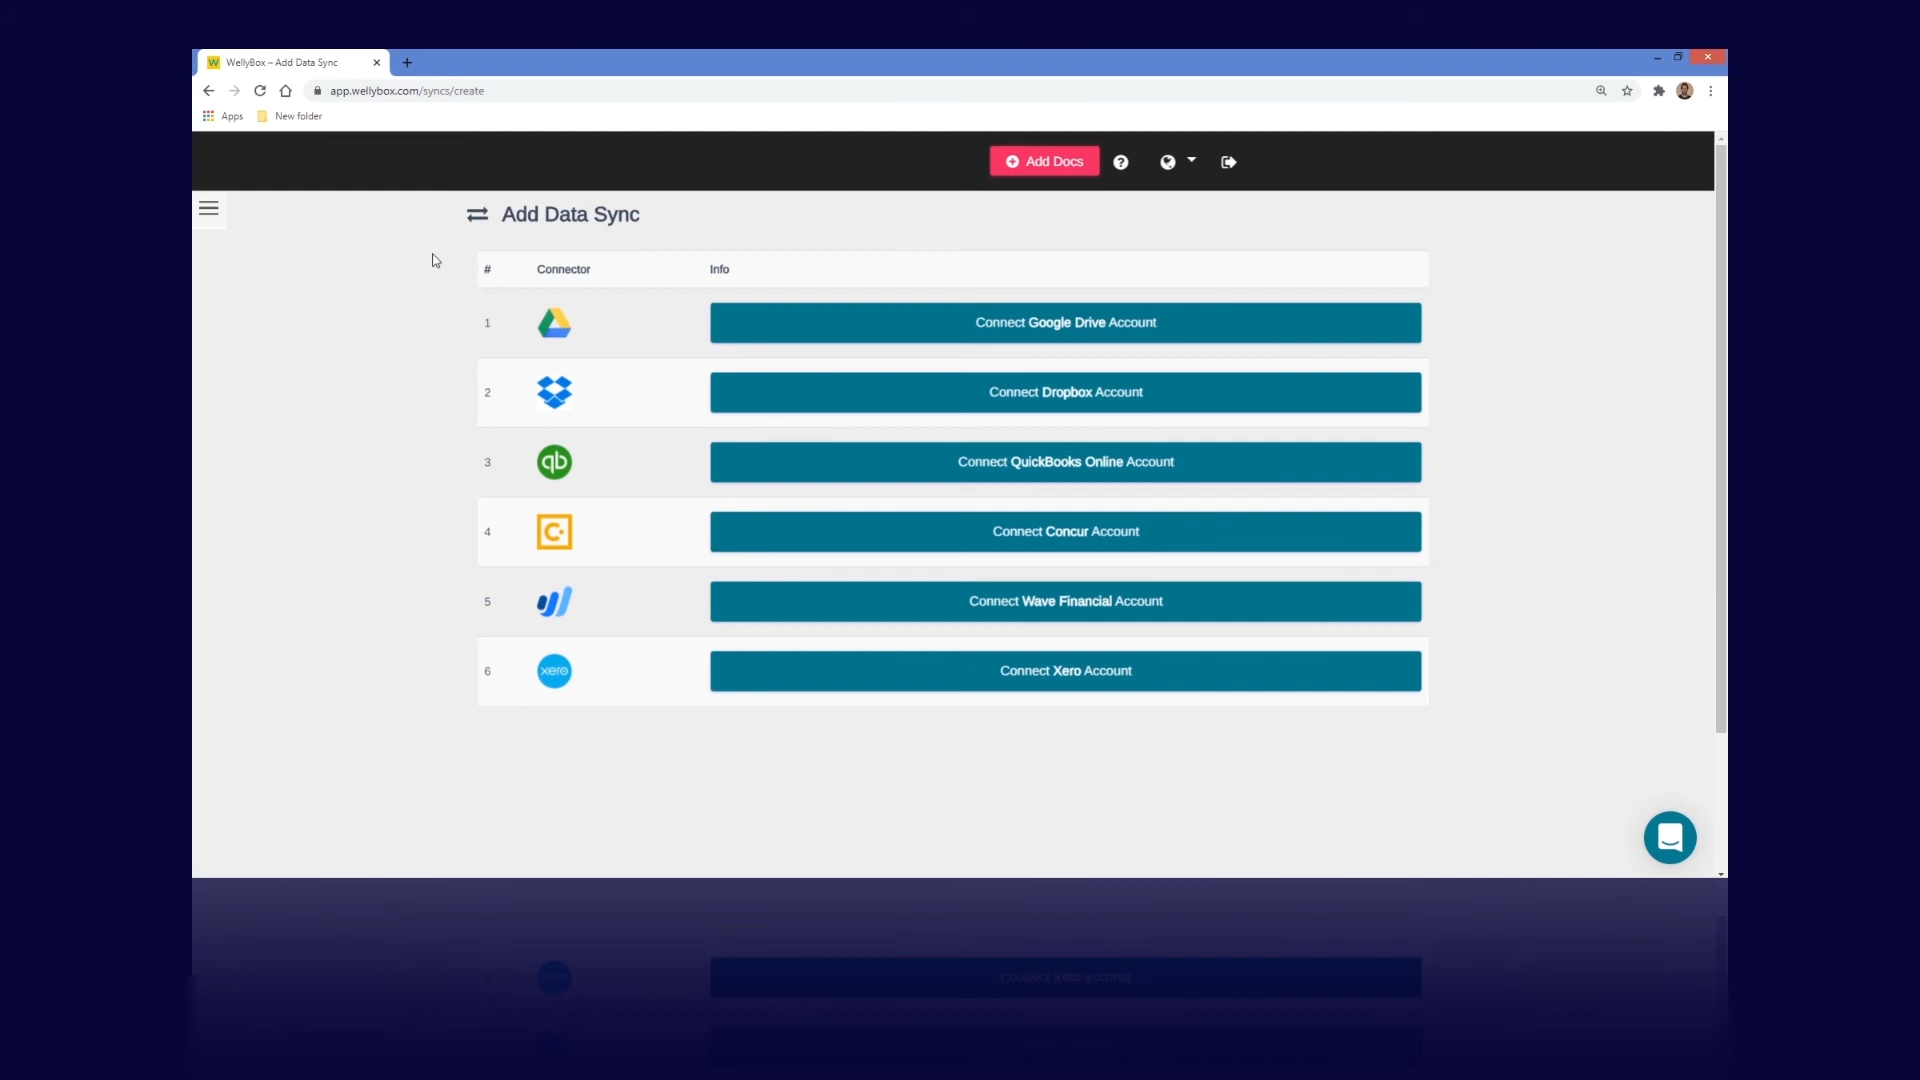 WellyBox – Add Data Sync
app.wellybox.com/syncs/create
Apps
New folder
Add Docs
Add Data Sync
# Connector Info
1 Connect Google Drive Account
2 Connect Dropbox Account
3 qb Connect QuickBooks Online Account
4 Connect Concur Account
5 Connect Wave Financial Account
6 xero Connect Xero Account